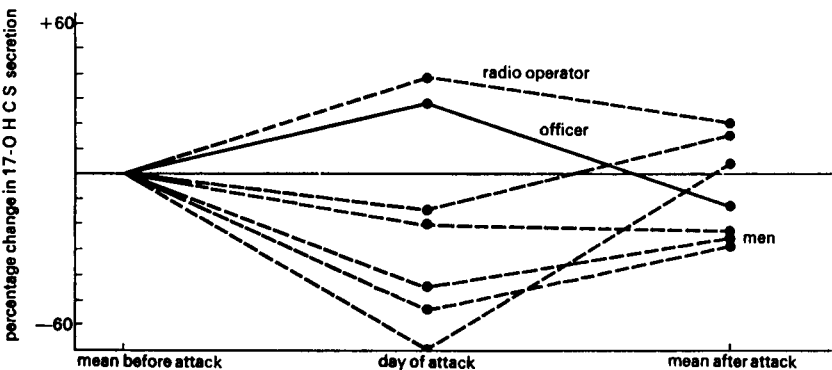 percentage change in 17-O H C S secretion
+60
radio operator
officer
men
—60
mean before attack
day of attack
mean after attack